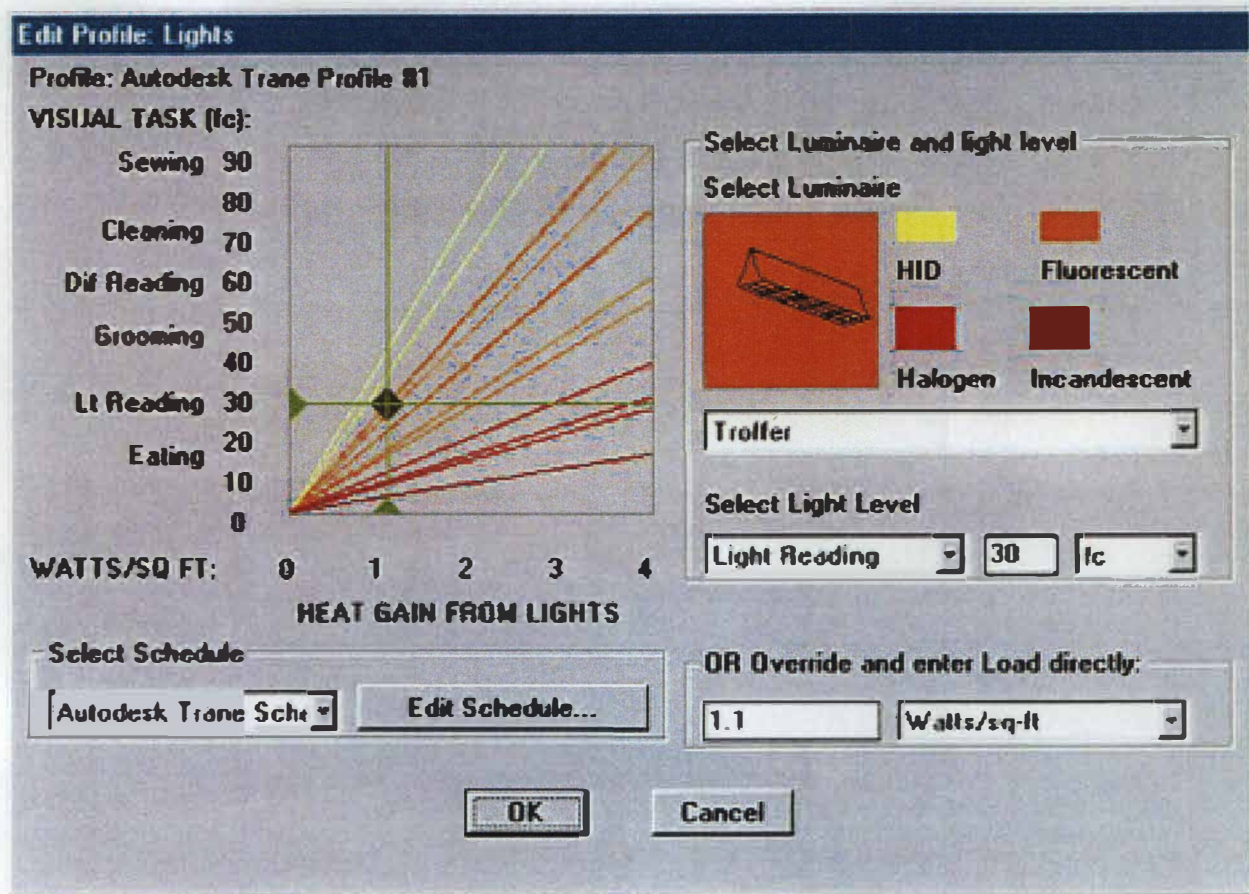 Edit Profile: Lights
Profile: Autodesk Trane Profile #1
VISUAL TASK (fc):
Sewing 90
80
Cleaning 70
Dif Reading 60
Grooming 50
40
Lt Reading 30
Eating 20
10
0
WATTS/SQ FT: 0 1 2 3 4
HEAT GAIN FROM LIGHTS
Select Luminaire and light level
Select Luminaire
HID Fluorescent
Halogen Incandescent
Troffer
Select Light Level
Light Reading 30 fc
Select Schedule
Autodesk Trane Sche
Edit Schedule...
OR Override and enter Load directly:
1.1 Watts/sq-ft
OK Cancel